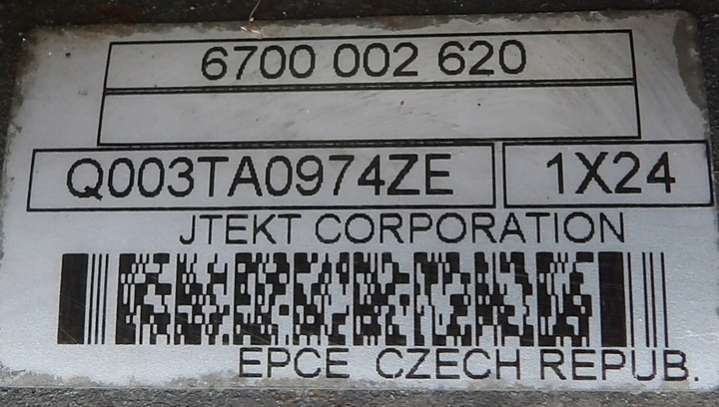 6700 002 620
Q003TA0974ZE 1X24
JTEKT CORPORATION
EPCE CZECH REPUB.